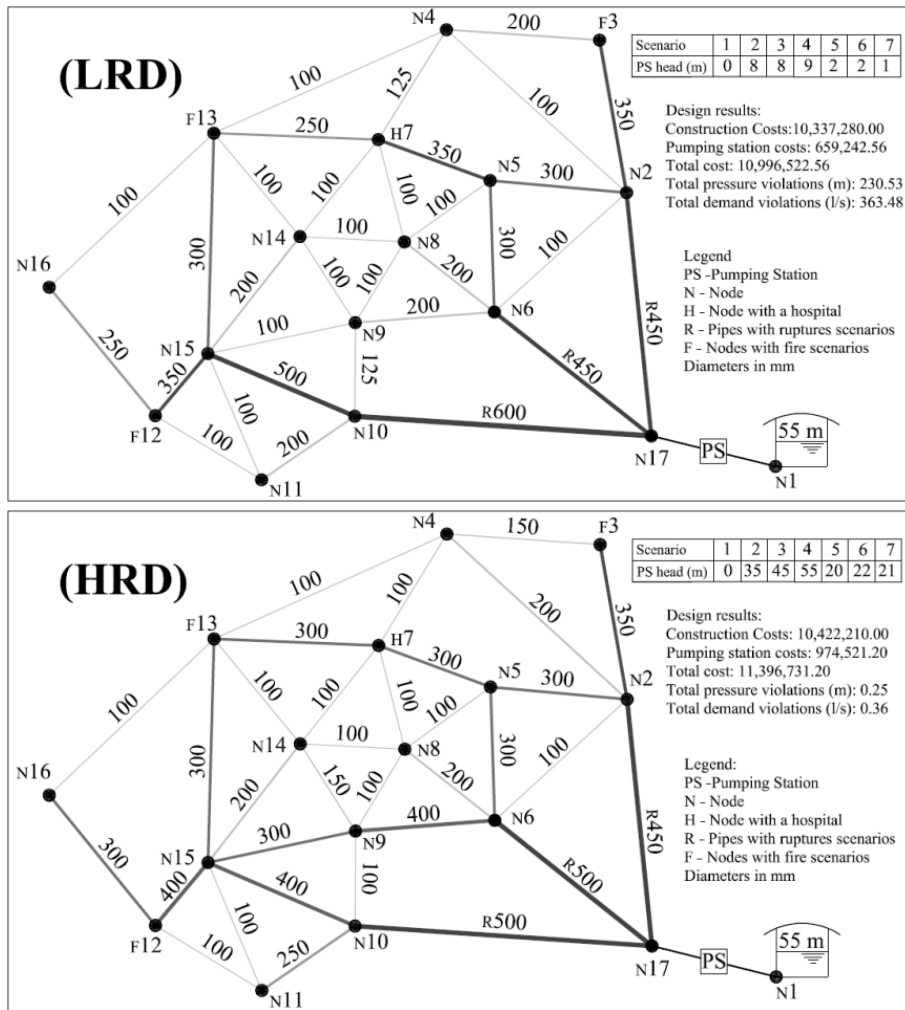 (LRD)
N4
200
F3
Scenario 1 2 3 4 5 6 7
PS head (m) 0 8 8 9 2 2 1
100
125
100
350
F13
250
H7
350
N5
300
N2
Design results:
Construction Costs:10,337,280.00
Pumping station costs: 659,242.56
Total cost: 10,996,522.56
Total pressure violations (m): 230.53
Total demand violations (l/s): 363.48
100
100
100
100
100
N14
100
N8
300
300
100
N16
200
100
100
200
N6
R450
Legend
PS -Pumping Station
N - Node
H - Node with a hospital
R - Pipes with ruptures scenarios
F - Nodes with fire scenarios
Diameters in mm
N15
100
N9
200
R450
250
350
500
125
F12
100
N10
R600
N17
PS
55 m
N1
100
200
N11
(HRD)
N4
150
F3
Scenario 1 2 3 4 5 6 7
PS head (m) 0 35 45 55 20 22 21
100
100
200
350
F13
300
H7
300
N5
300
N2
Design results:
Construction Costs: 10,422,210.00
Pumping station costs: 974,521.20
Total cost: 11,396,731.20
Total pressure violations (m): 0.25
Total demand violations (l/s): 0.36
100
100
100
100
100
N14
100
N8
300
300
100
N16
200
150
100
200
N6
R450
Legend:
PS -Pumping Station
N - Node
H - Node with a hospital
R - Pipes with ruptures scenarios
F - Nodes with fire scenarios
Diameters in mm
N15
300
N9
400
R500
300
400
400
100
F12
100
N10
R500
N17
PS
55 m
N1
100
250
N11